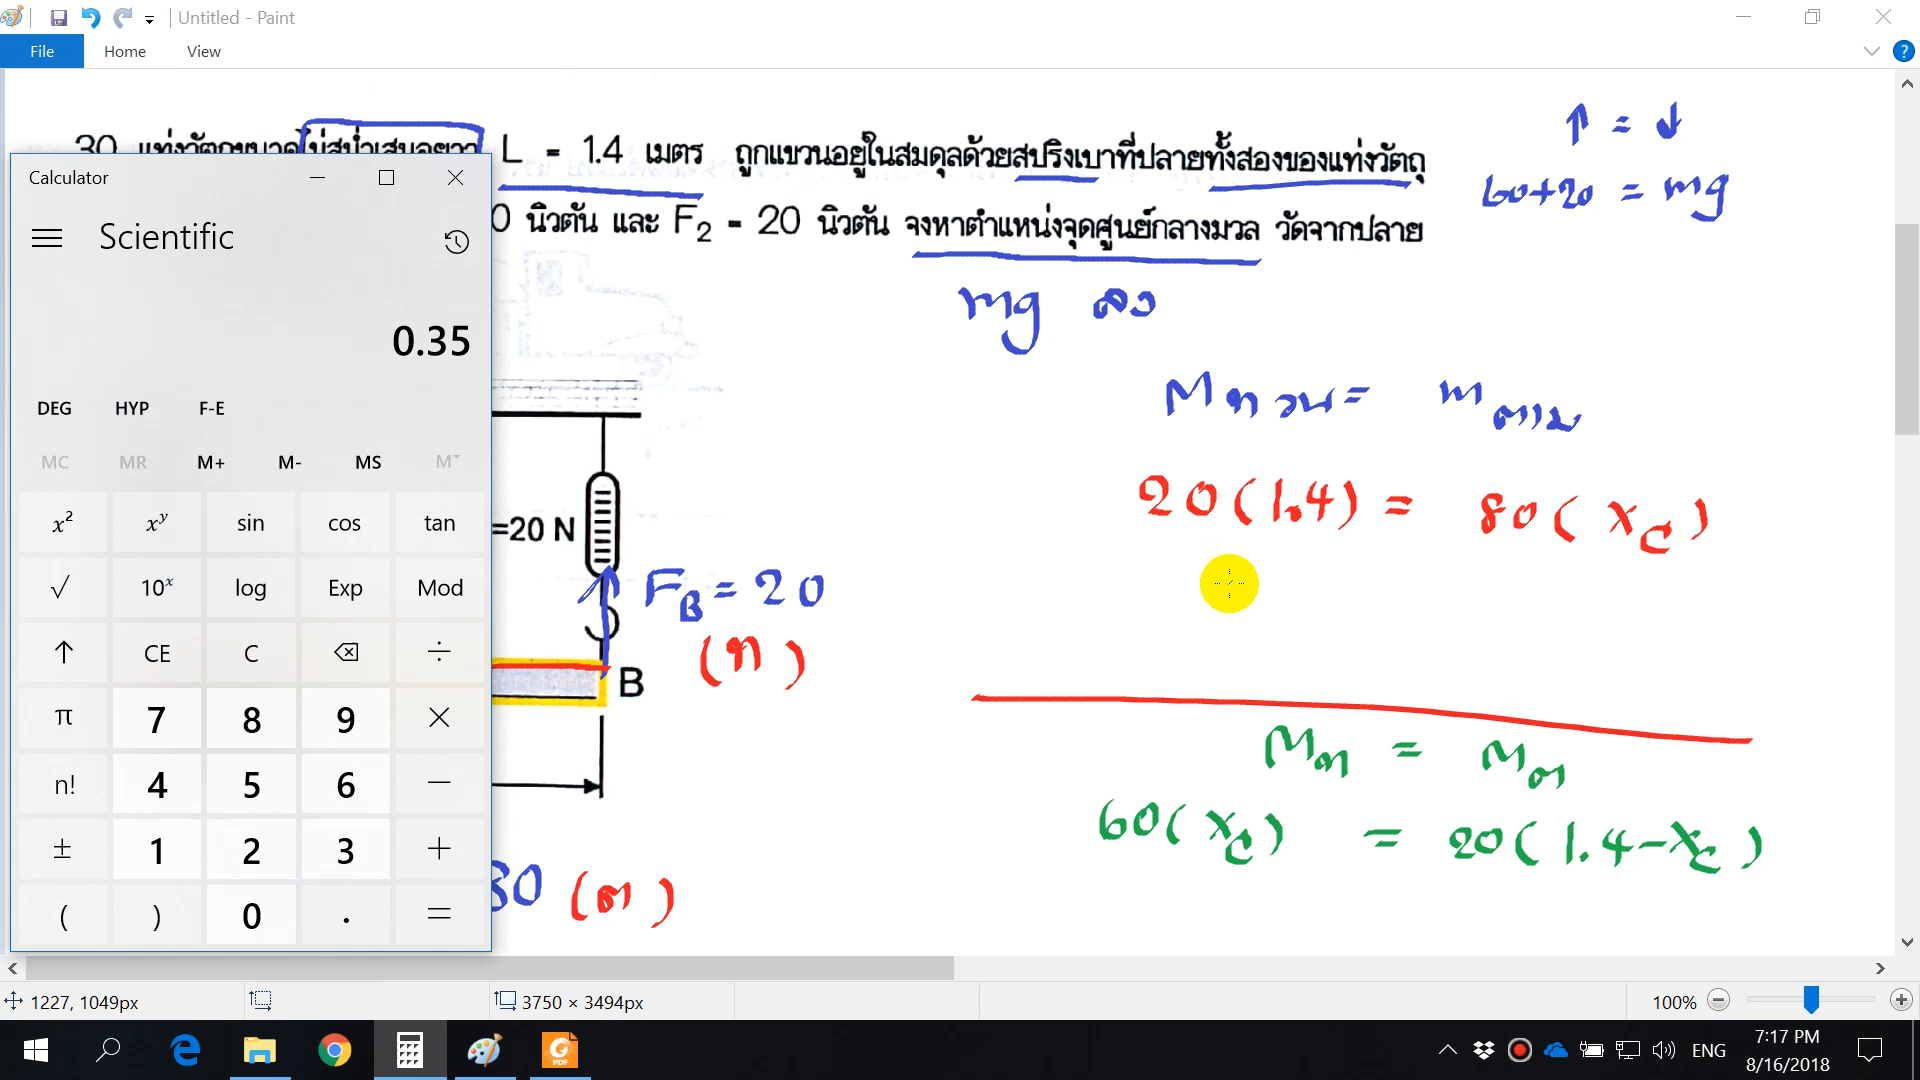 Untitled - Paint
File Home View
L = 1.4 เมตร ถูกแขวนอยู่ในสมดุลด้วยสปริงเบาที่ปลายทั้งสองของแท่งวัตถุ
0 นิวตัน และ F2 = 20 นิวตัน จงหาตำแหน่งจุดศูนย์กลางมวล วัดจากปลาย
↑ = ↓
60+20 = mg
mg ลง
M ทวน = m ตาม
20(1.4) = 80(xc)
=20 N
FB = 20
(ท)
B
Mท = Mต
60(xc) = 20(1.4-xc)
80 (ต)
Calculator
Scientific
0.35
DEG HYP F-E
MC MR M+ M- MS M˅
x² xʸ sin cos tan
√ 10ˣ log Exp Mod
↑ CE C ÷
π 7 8 9 ×
n! 4 5 6 −
± 1 2 3 +
( ) 0 . =
1227, 1049px 3750 × 3494px 100%
ENG 7:17 PM
8/16/2018
PDF